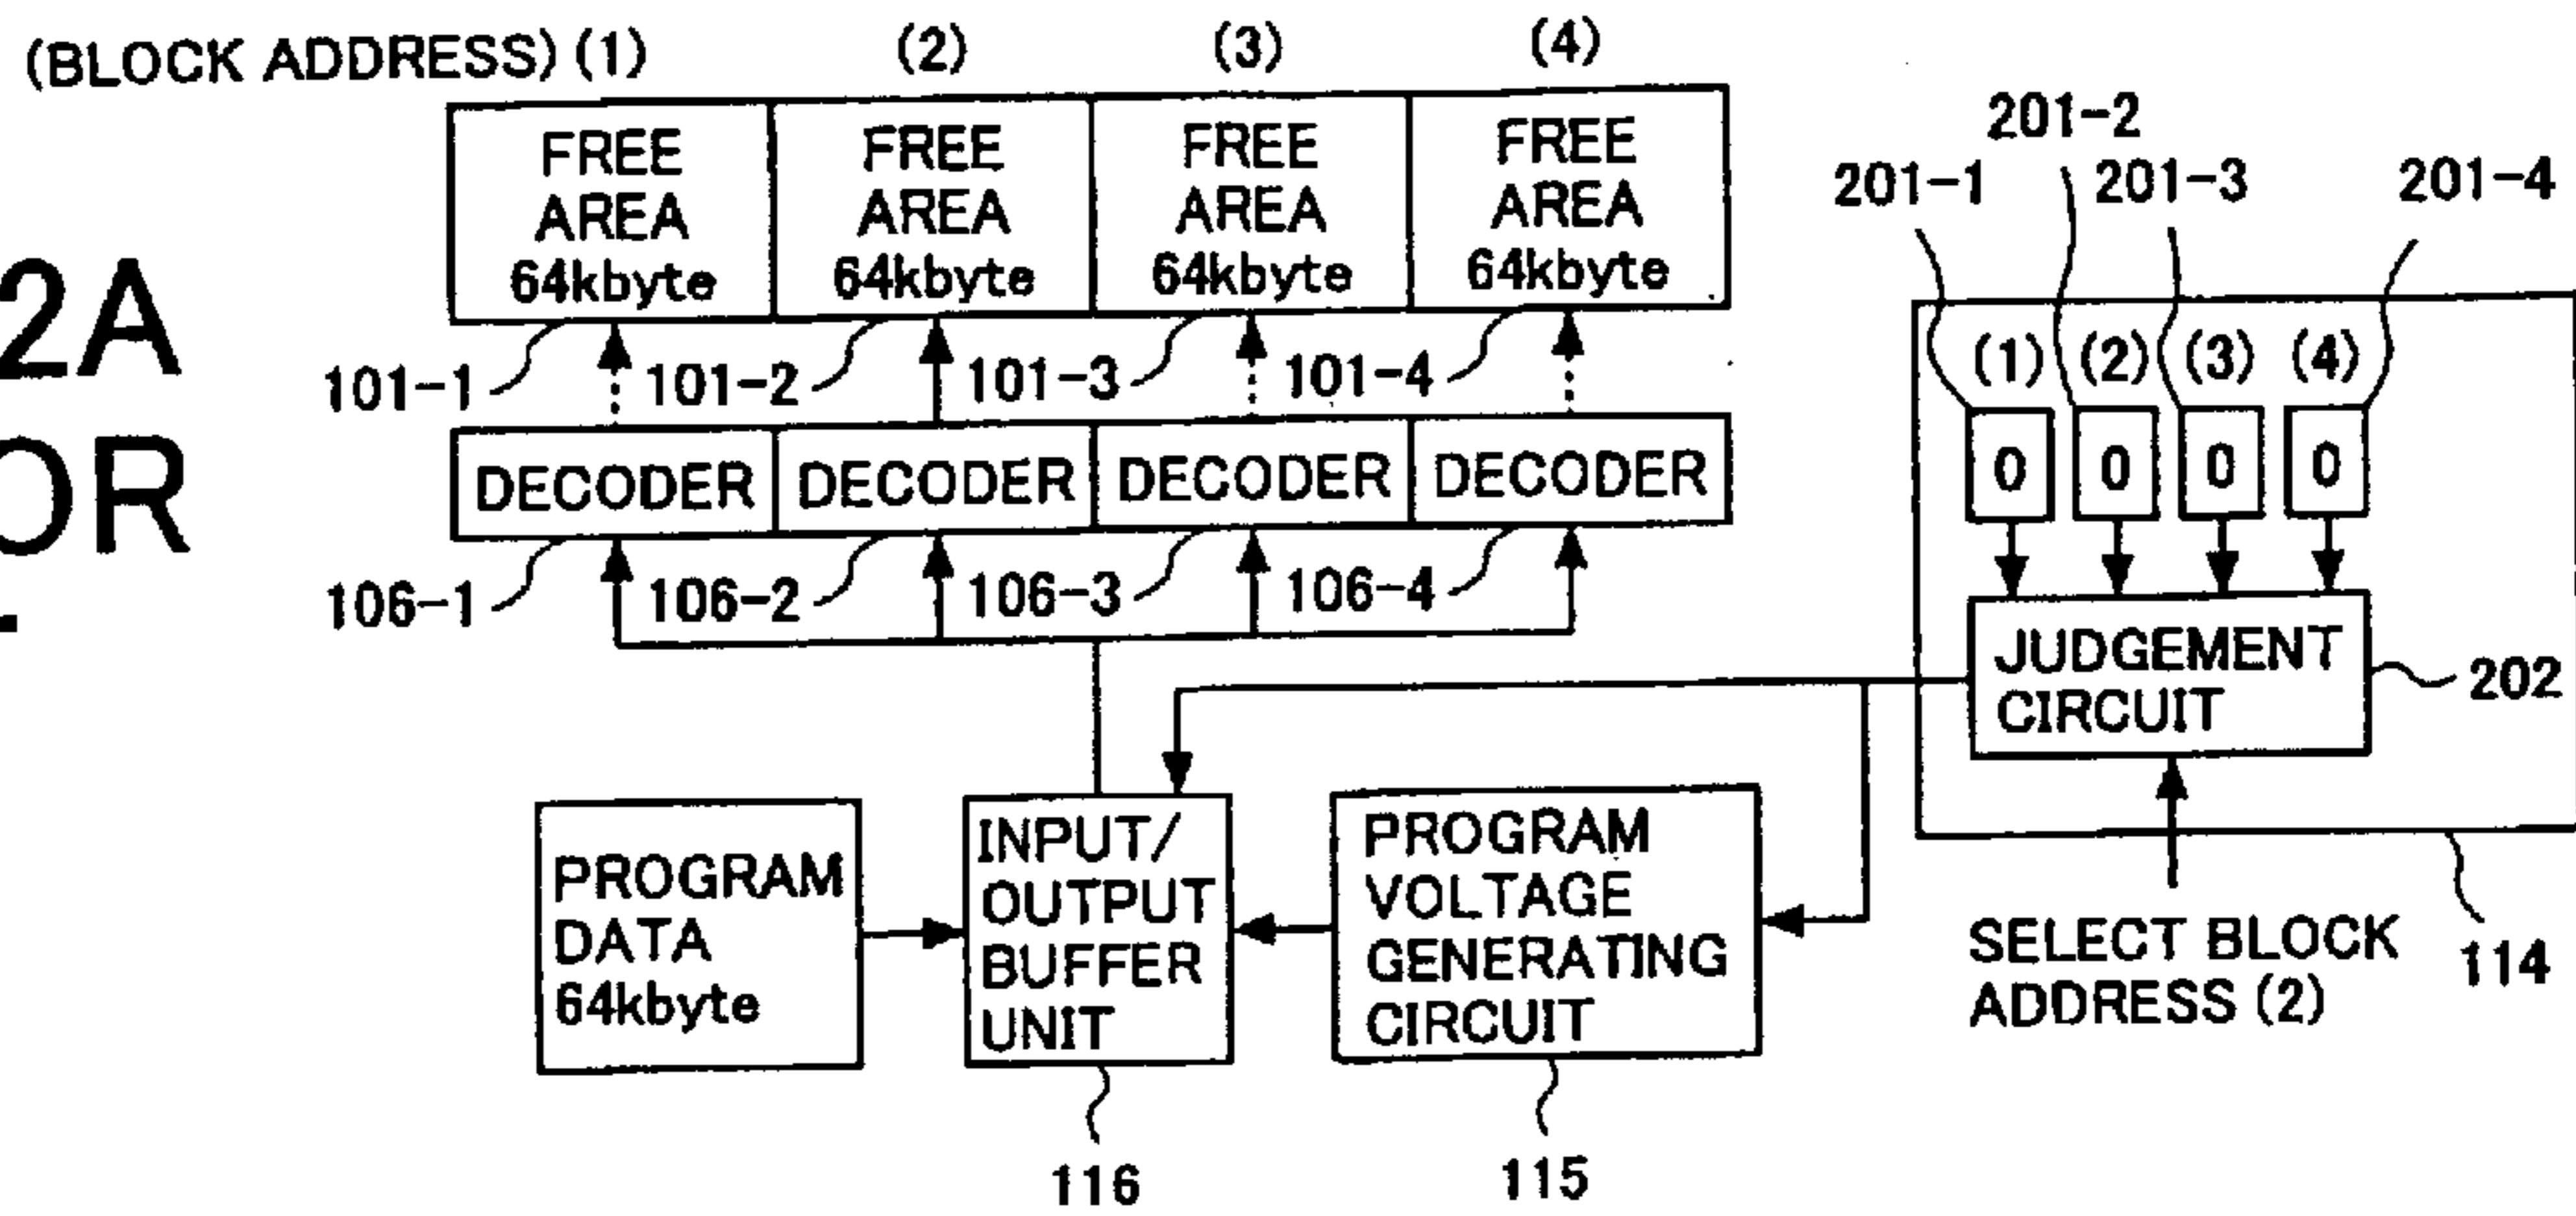 (BLOCK ADDRESS) (1) (2) (3) (4)
FREE
AREA
64kbyte
FREE
AREA
64kbyte
FREE
AREA
64kbyte
FREE
AREA
64kbyte
101-1 101-2 101-3 101-4
DECODER DECODER DECODER DECODER
106-1 106-2 106-3 106-4
2A
OR
201-2
201-1 201-3 201-4
(1) (2) (3) (4)
0 0 0 0
JUDGEMENT
CIRCUIT
202
SELECT BLOCK
ADDRESS (2)
114
PROGRAM
DATA
64kbyte
INPUT/
OUTPUT
BUFFER
UNIT
PROGRAM
VOLTAGE
GENERATING
CIRCUIT
116
115